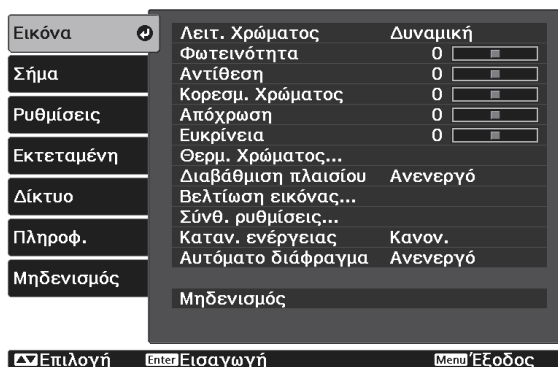 Εικόνα
Σήμα
Ρυθμίσεις
Εκτεταμένη
Δίκτυο
Πληροφ.
Μηδενισμός
Λειτ. Χρώματος Δυναμική
Φωτεινότητα 0
Αντίθεση 0
Κορεσμ. Χρώματος 0
Απόχρωση 0
Ευκρίνεια 0
Θερμ. Χρώματος...
Διαβάθμιση πλαισίου Ανενεργό
Βελτίωση εικόνας...
Σύνθ. ρυθμίσεις...
Καταν. ενέργειας Κανον.
Αυτόματο διάφραγμα Ανενεργό
Μηδενισμός
Επιλογή Enter Εισαγωγή Menu Έξοδος